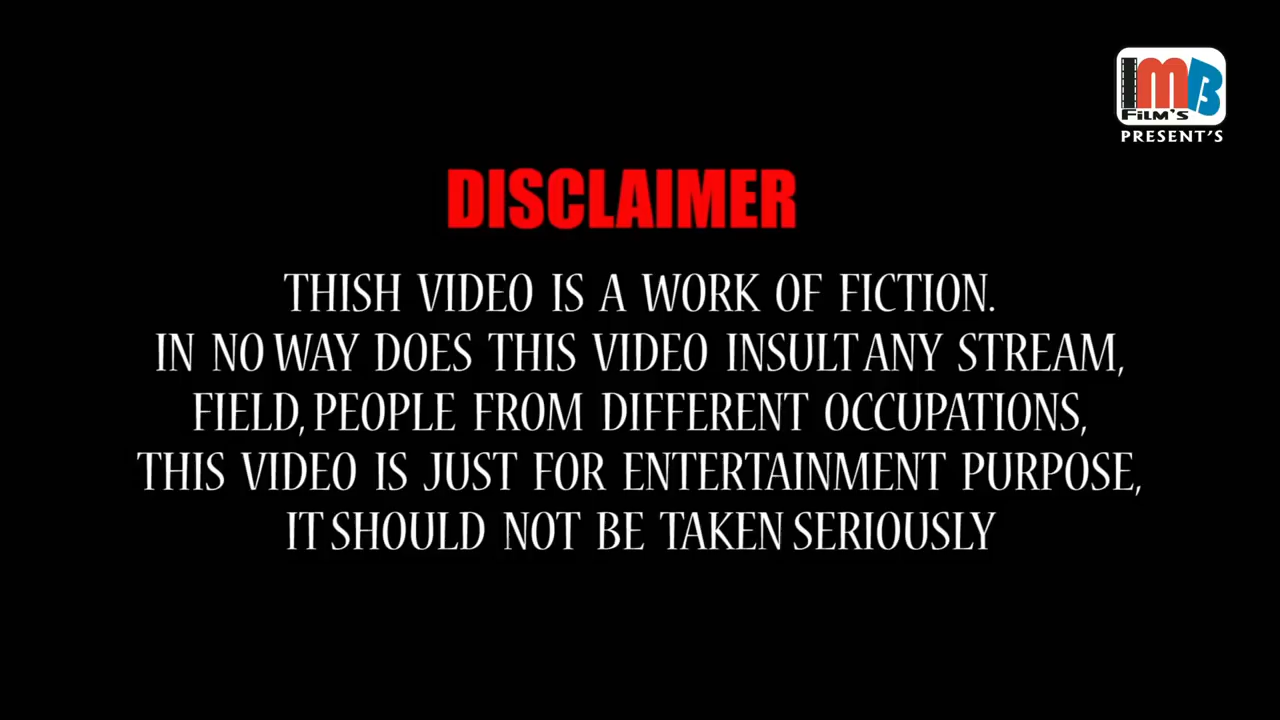 IMB
FiLM'S
PRESENT'S
DISCLAIMER
THISH VIDEO IS A WORK OF FICTION.
IN NO WAY DOES THIS VIDEO INSULT ANY STREAM,
FIELD, PEOPLE FROM DIFFERENT OCCUPATIONS,
THIS VIDEO IS JUST FOR ENTERTAINMENT PURPOSE,
IT SHOULD NOT BE TAKEN SERIOUSLY